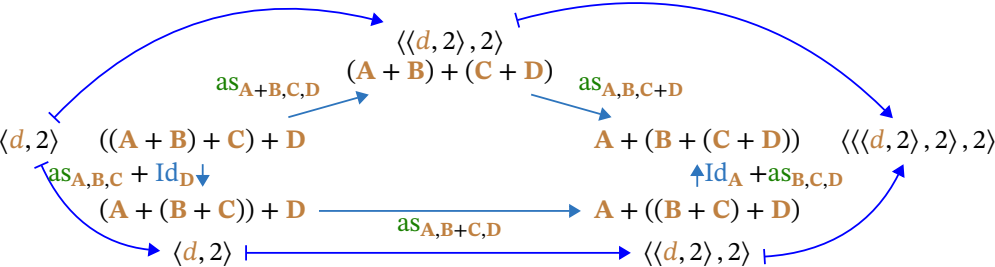 ⟨⟨d, 2⟩, 2⟩
(A + B) + (C + D)
as_{A+B,C,D} as_{A,B,C+D}
⟨d, 2⟩ ((A + B) + C) + D A + (B + (C + D)) ⟨⟨⟨d, 2⟩, 2⟩, 2⟩
as_{A,B,C} + Id_D Id_A + as_{B,C,D}
(A + (B + C)) + D A + ((B + C) + D)
as_{A,B+C,D}
⟨d, 2⟩ ⟨⟨d, 2⟩, 2⟩